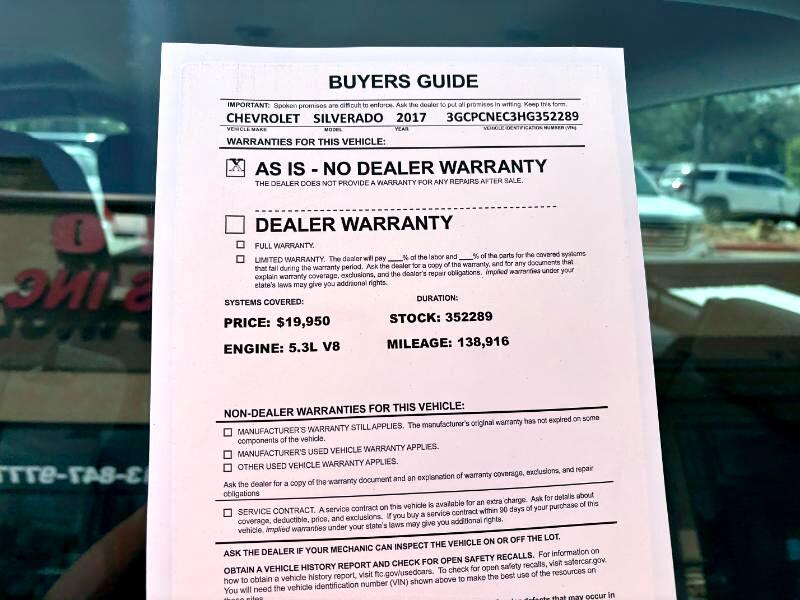 BUYERS GUIDE
IMPORTANT: Spoken promises are difficult to enforce. Ask the dealer to put all promises in writing. Keep this form.
CHEVROLET SILVERADO 2017 3GCPCNEC3HG352289
VEHICLE MAKE MODEL YEAR VEHICLE IDENTIFICATION NUMBER (VIN)
WARRANTIES FOR THIS VEHICLE:
X AS IS - NO DEALER WARRANTY
THE DEALER DOES NOT PROVIDE A WARRANTY FOR ANY REPAIRS AFTER SALE.
DEALER WARRANTY
FULL WARRANTY.
LIMITED WARRANTY. The dealer will pay ___% of the labor and ___% of the parts for the covered systems
that fail during the warranty period. Ask the dealer for a copy of the warranty, and for any documents that
explain warranty coverage, exclusions, and the dealer's repair obligations. Implied warranties under your
state's laws may give you additional rights.
SYSTEMS COVERED: DURATION:
PRICE: $19,950 STOCK: 352289
ENGINE: 5.3L V8 MILEAGE: 138,916
NON-DEALER WARRANTIES FOR THIS VEHICLE:
MANUFACTURER'S WARRANTY STILL APPLIES. The manufacturer's original warranty has not expired on some
components of the vehicle.
MANUFACTURER'S USED VEHICLE WARRANTY APPLIES.
OTHER USED VEHICLE WARRANTY APPLIES.
Ask the dealer for a copy of the warranty document and an explanation of warranty coverage, exclusions, and repair
obligations
SERVICE CONTRACT. A service contract on this vehicle is available for an extra charge. Ask for details about
coverage, deductible, price, and exclusions. If you buy a service contract within 90 days of your purchase of this
vehicle, implied warranties under your state's laws may give you additional rights.
ASK THE DEALER IF YOUR MECHANIC CAN INSPECT THE VEHICLE ON OR OFF THE LOT.
OBTAIN A VEHICLE HISTORY REPORT AND CHECK FOR OPEN SAFETY RECALLS. For information on
how to obtain a vehicle history report, visit ftc.gov/usedcars. To check for open safety recalls, visit safercar.gov.
You will need the vehicle identification number (VIN) shown above to make the best use of the resources on
these sites.
defects that may occur in